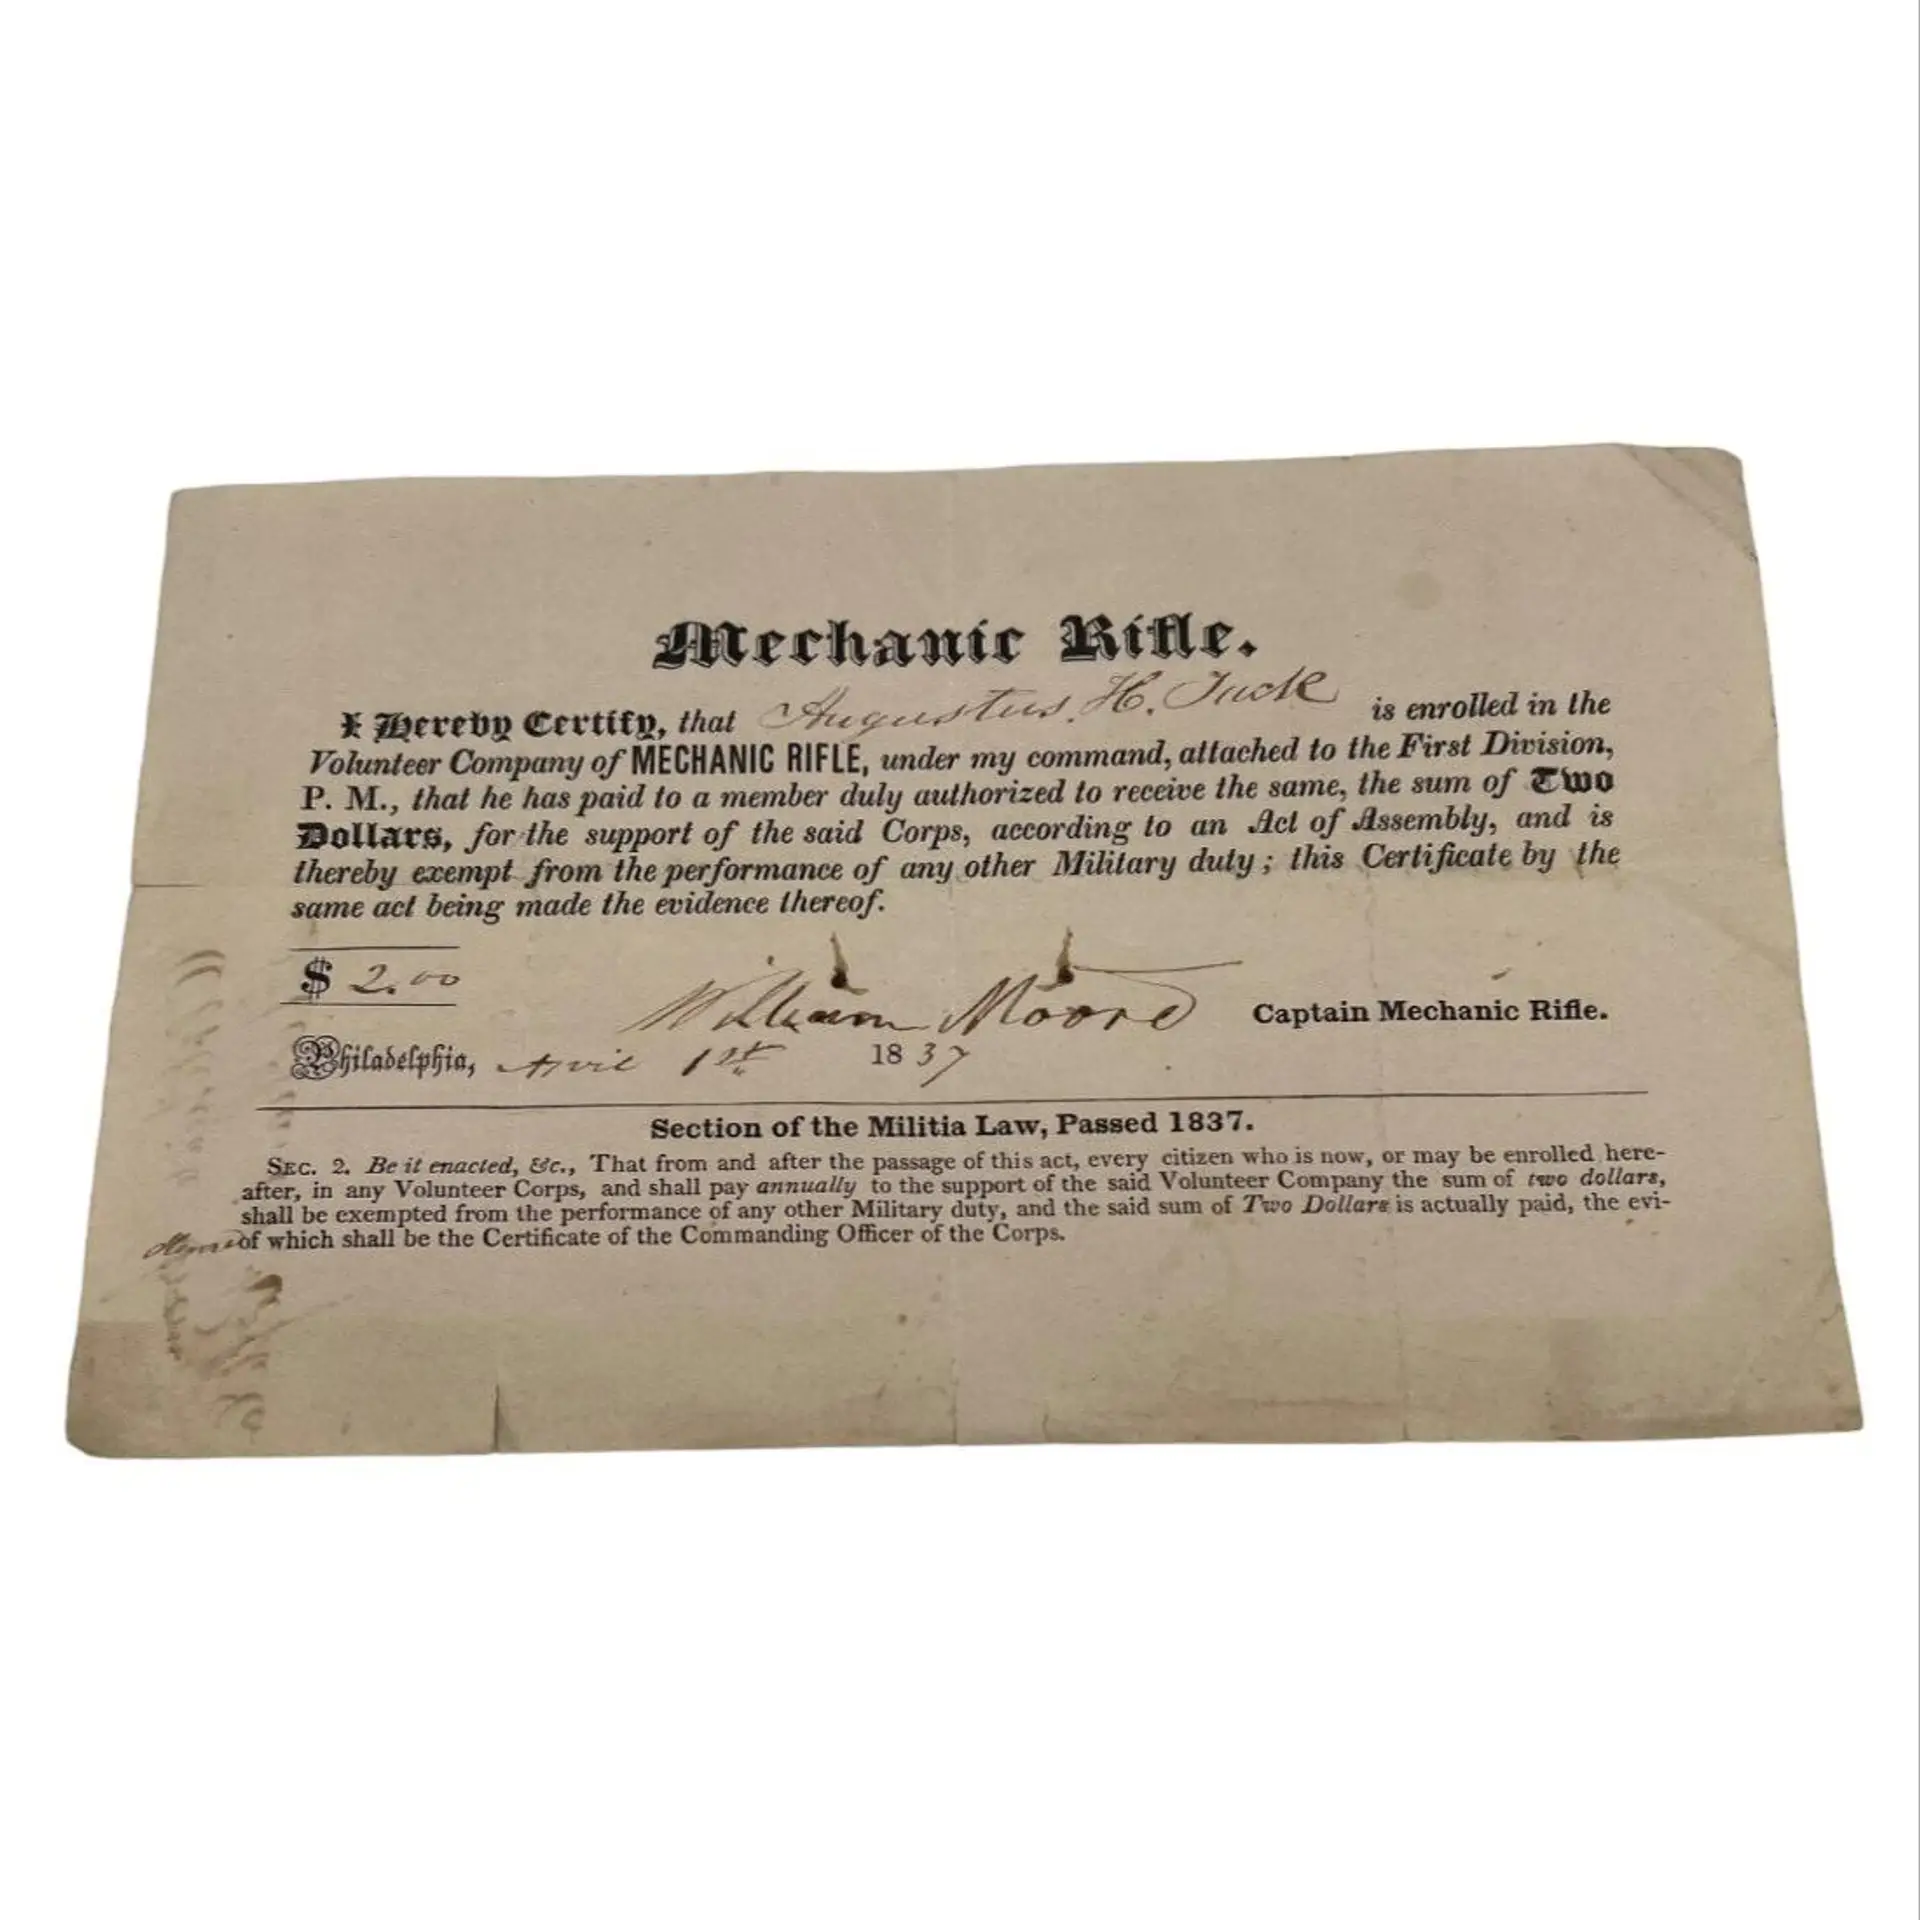 Mechanic Rifle.
I Hereby Certify, that Augustus. H. Tuck is enrolled in the
Volunteer Company of MECHANIC RIFLE, under my command, attached to the First Division,
P. M., that he has paid to a member duly authorized to receive the same, the sum of Two
Dollars, for the support of the said Corps, according to an Act of Assembly, and is
thereby exempt from the performance of any other Military duty; this Certificate by the
same act being made the evidence thereof.
$ 2.00
William Moore Captain Mechanic Rifle.
Philadelphia, April 1st 1837
Section of the Militia Law, Passed 1837.
SEC. 2. Be it enacted, &c., That from and after the passage of this act, every citizen who is now, or may be enrolled here-
after, in any Volunteer Corps, and shall pay annually to the support of the said Volunteer Company the sum of two dollars,
shall be exempted from the performance of any other Military duty, and the said sum of Two Dollars is actually paid, the evi-
of which shall be the Certificate of the Commanding Officer of the Corps.